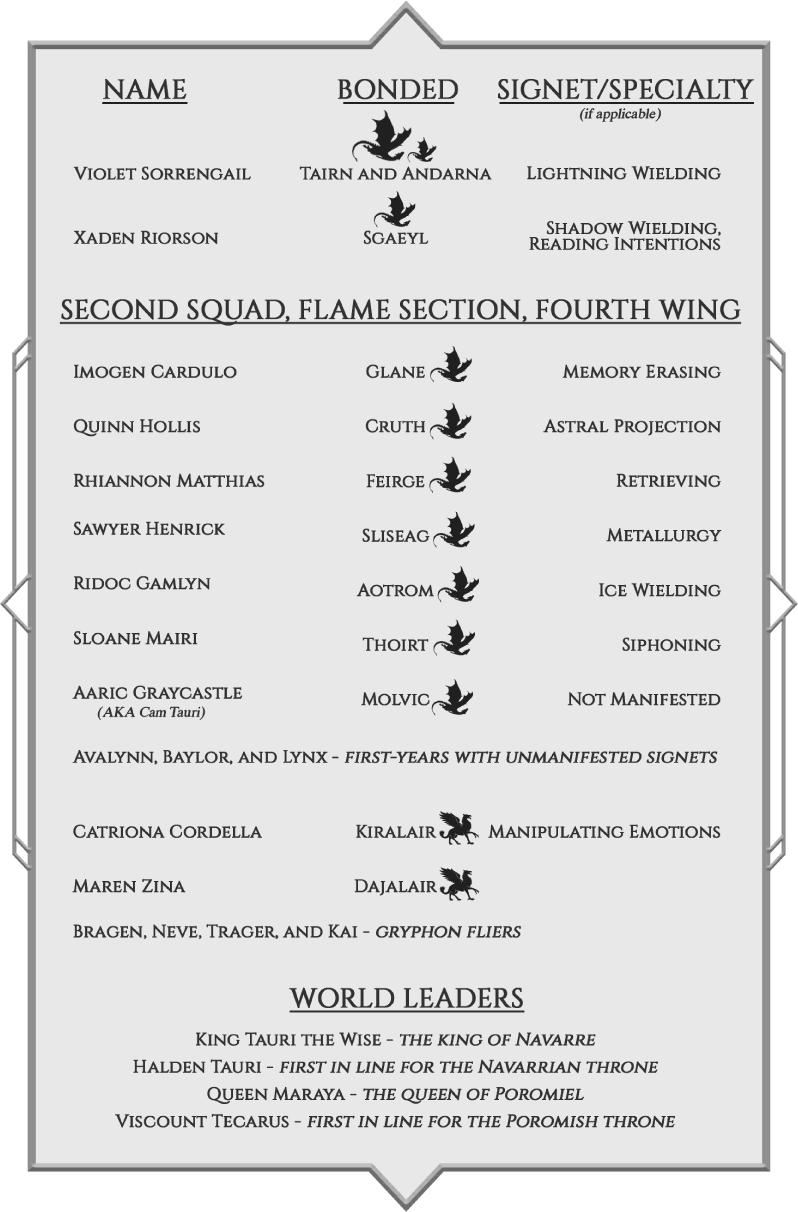 NAME BONDED SIGNET/SPECIALTY
(if applicable)
Violet Sorrengail Tairn and Andarna Lightning Wielding
Xaden Riorson Sgaeyl Shadow Wielding,
Reading Intentions
SECOND SQUAD, FLAME SECTION, FOURTH WING
Imogen Cardulo Glane Memory Erasing
Quinn Hollis Cruth Astral Projection
Rhiannon Matthias Feirge Retrieving
Sawyer Henrick Sliseag Metallurgy
Ridoc Gamlyn Aotrom Ice Wielding
Sloane Mairi Thoirt Siphoning
Aaric Graycastle Molvic Not Manifested
(AKA Cam Tauri)
Avalynn, Baylor, and Lynx - first-years with unmanifested signets
Catriona Cordella Kiralair Manipulating Emotions
Maren Zina Dajalair
Bragen, Neve, Trager, and Kai - gryphon fliers
WORLD LEADERS
King Tauri the Wise - the king of Navarre
Halden Tauri - first in line for the Navarrian throne
Queen Maraya - the queen of Poromiel
Viscount Tecarus - first in line for the Poromish throne